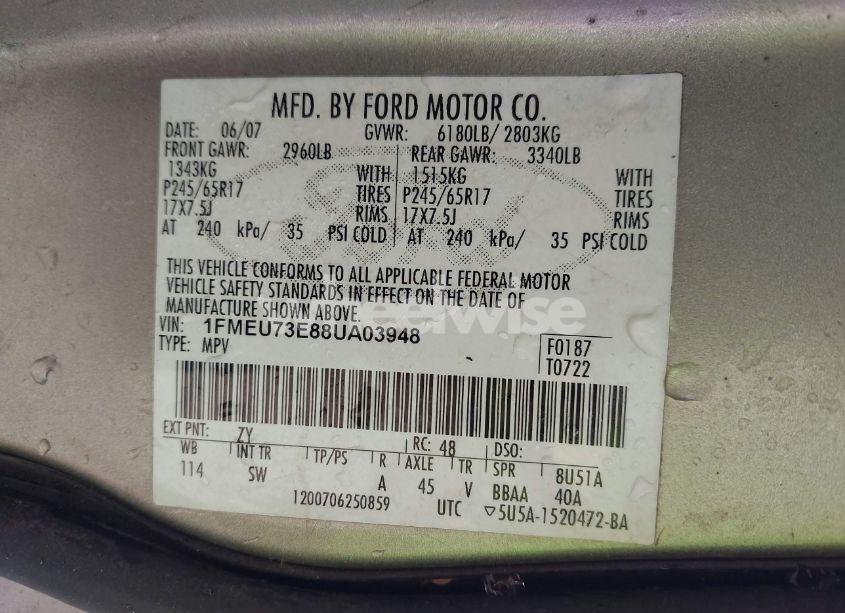 MFD. BY FORD MOTOR CO.
DATE: 06/07 GVWR: 6180LB/ 2803KG
FRONT GAWR: 2960LB REAR GAWR: 3340LB
1343KG WITH 1515KG WITH
P245/65R17 TIRES P245/65R17 TIRES
17X7.5J RIMS 17X7.5J RIMS
AT 240 kPa/ 35 PSI COLD AT 240 kPa/ 35 PSI COLD
THIS VEHICLE CONFORMS TO ALL APPLICABLE FEDERAL MOTOR
VEHICLE SAFETY STANDARDS IN EFFECT ON THE DATE OF
MANUFACTURE SHOWN ABOVE.
VIN: 1FMEU73E88UA03948
TYPE: MPV
F0187
T0722
EXT PNT: ZY RC: 48 DSO:
WB INT TR TP/PS R AXLE TR SPR 8U51A
114 SW A 45 V BBAA 40A
1200706250859 UTC ▽5U5A-1520472-BA